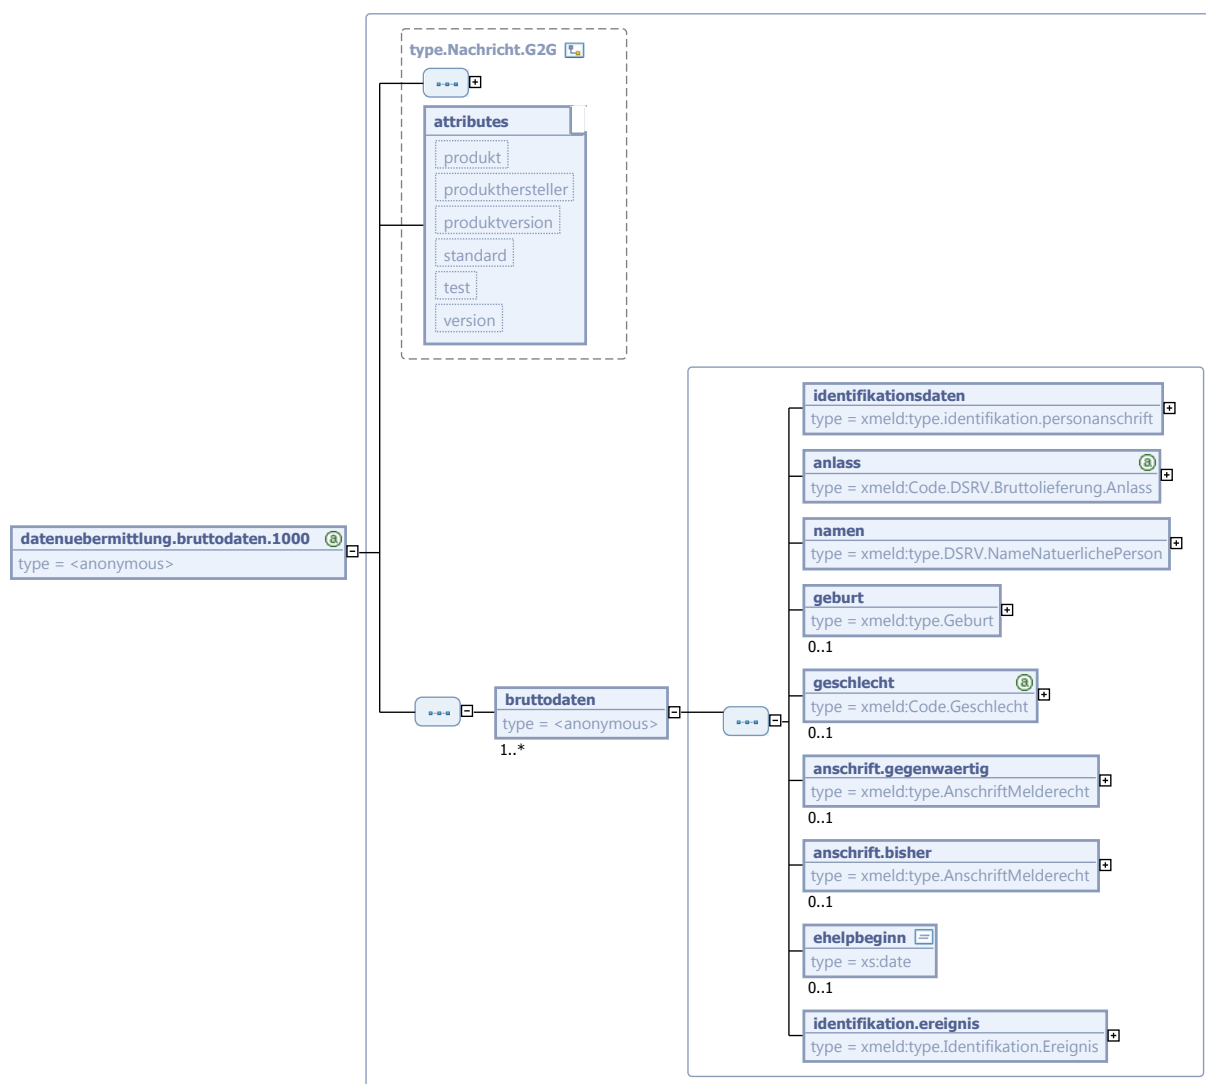 type.Nachricht.G2G
attributes
produkt
produkthersteller
produktversion
standard
test
version
identifikationsdaten
type = xmeld:type.identifikation.personanschrift
anlass
type = xmeld:Code.DSRV.Bruttolieferung.Anlass
namen
type = xmeld:type.DSRV.NameNatuerlichePerson
datenuebermittlung.bruttodaten.1000
type = <anonymous>
geburt
type = xmeld:type.Geburt
0..1
geschlecht
type = xmeld:Code.Geschlecht
0..1
bruttodaten
type = <anonymous>
1..*
anschrift.gegenwaertig
type = xmeld:type.AnschriftMelderecht
0..1
anschrift.bisher
type = xmeld:type.AnschriftMelderecht
0..1
ehelpbeginn
type = xs:date
0..1
identifikation.ereignis
type = xmeld:type.Identifikation.Ereignis